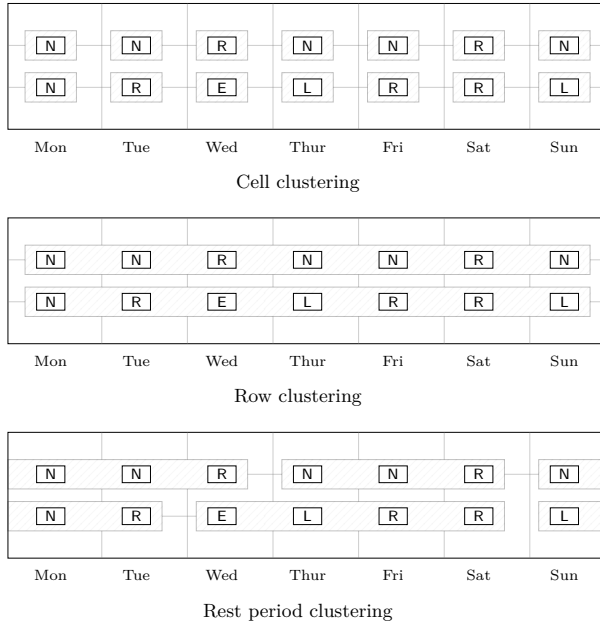 N N R N N R N
N R E L R R L
Mon Tue Wed Thur Fri Sat Sun
Cell clustering
N N R N N R N
N R E L R R L
Mon Tue Wed Thur Fri Sat Sun
Row clustering
N N R N N R N
N R E L R R L
Mon Tue Wed Thur Fri Sat Sun
Rest period clustering